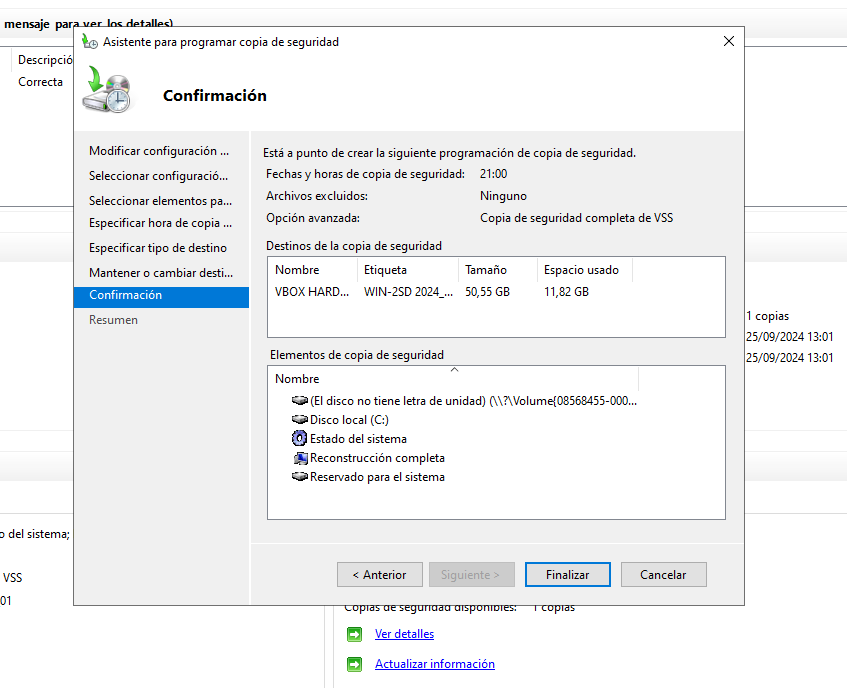 mensaje para ver los detalles)
Asistente para programar copia de seguridad
Descripció
Correcta
Confirmación
Modificar configuración ...
Seleccionar configuració...
Seleccionar elementos pa...
Especificar hora de copia ...
Especificar tipo de destino
Mantener o cambiar desti...
Confirmación
Resumen
Está a punto de crear la siguiente programación de copia de seguridad.
Fechas y horas de copia de seguridad: 21:00
Archivos excluidos: Ninguno
Opción avanzada: Copia de seguridad completa de VSS
Destinos de la copia de seguridad
Nombre Etiqueta Tamaño Espacio usado
VBOX HARD... WIN-2SD 2024_... 50,55 GB 11,82 GB
Elementos de copia de seguridad
Nombre
(El disco no tiene letra de unidad) (\\?\Volume{08568455-000...
Disco local (C:)
Estado del sistema
Reconstrucción completa
Reservado para el sistema
< Anterior Siguiente > Finalizar Cancelar
1 copias
25/09/2024 13:01
25/09/2024 13:01
o del sistema;
VSS
01
Copias de seguridad disponibles: 1 copias
Ver detalles
Actualizar información